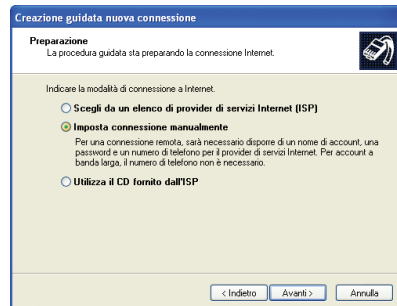 Creazione guidata nuova connessione
Preparazione
La procedura guidata sta preparando la connessione Internet.
Indicare la modalità di connessione a Internet.
Scegli da un elenco di provider di servizi Internet (ISP)
Imposta connessione manualmente
Per una connessione remota, sarà necessario disporre di un nome di account, una
password e un numero di telefono per il provider di servizi Internet. Per account a
banda larga, il numero di telefono non è necessario.
Utilizza il CD fornito dall'ISP
< Indietro Avanti > Annulla